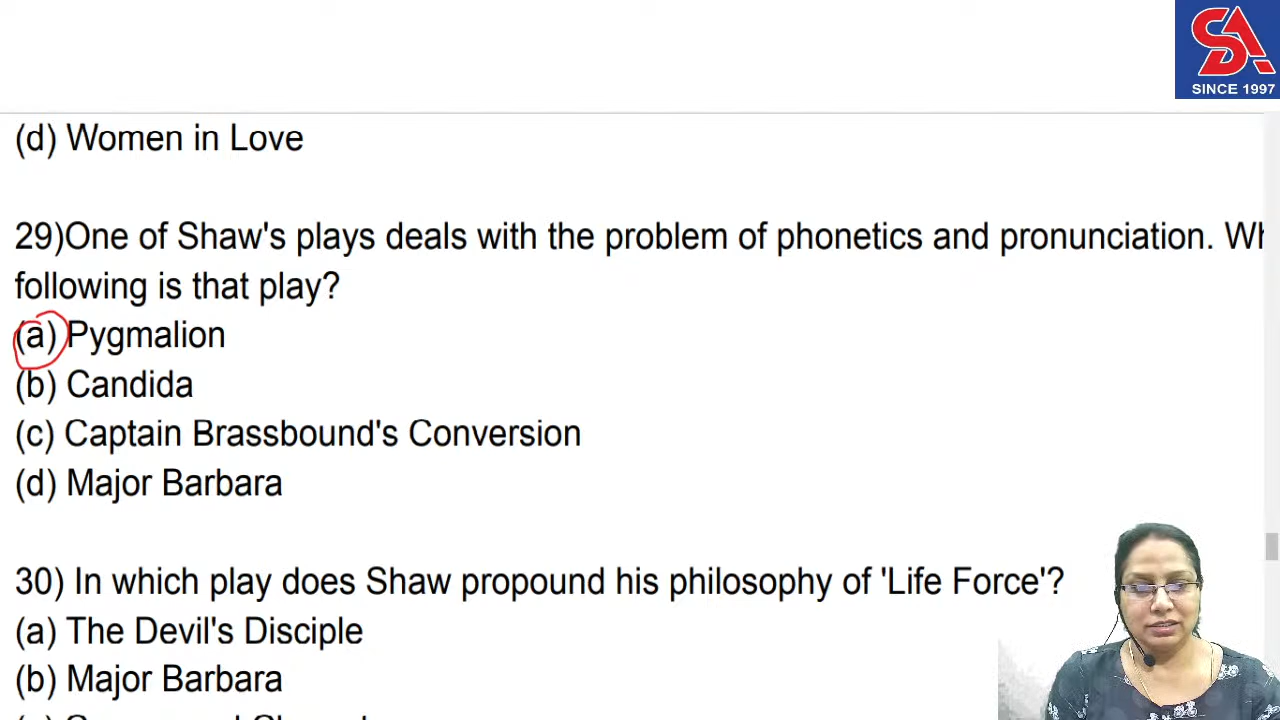 SA
SINCE 1997
(d) Women in Love
29)One of Shaw's plays deals with the problem of phonetics and pronunciation.
following is that play?
(a) Pygmalion
(b) Candida
(c) Captain Brassbound's Conversion
(d) Major Barbara
30) In which play does Shaw propound his philosophy of 'Life Force'?
(a) The Devil's Disciple
(b) Major Barbara